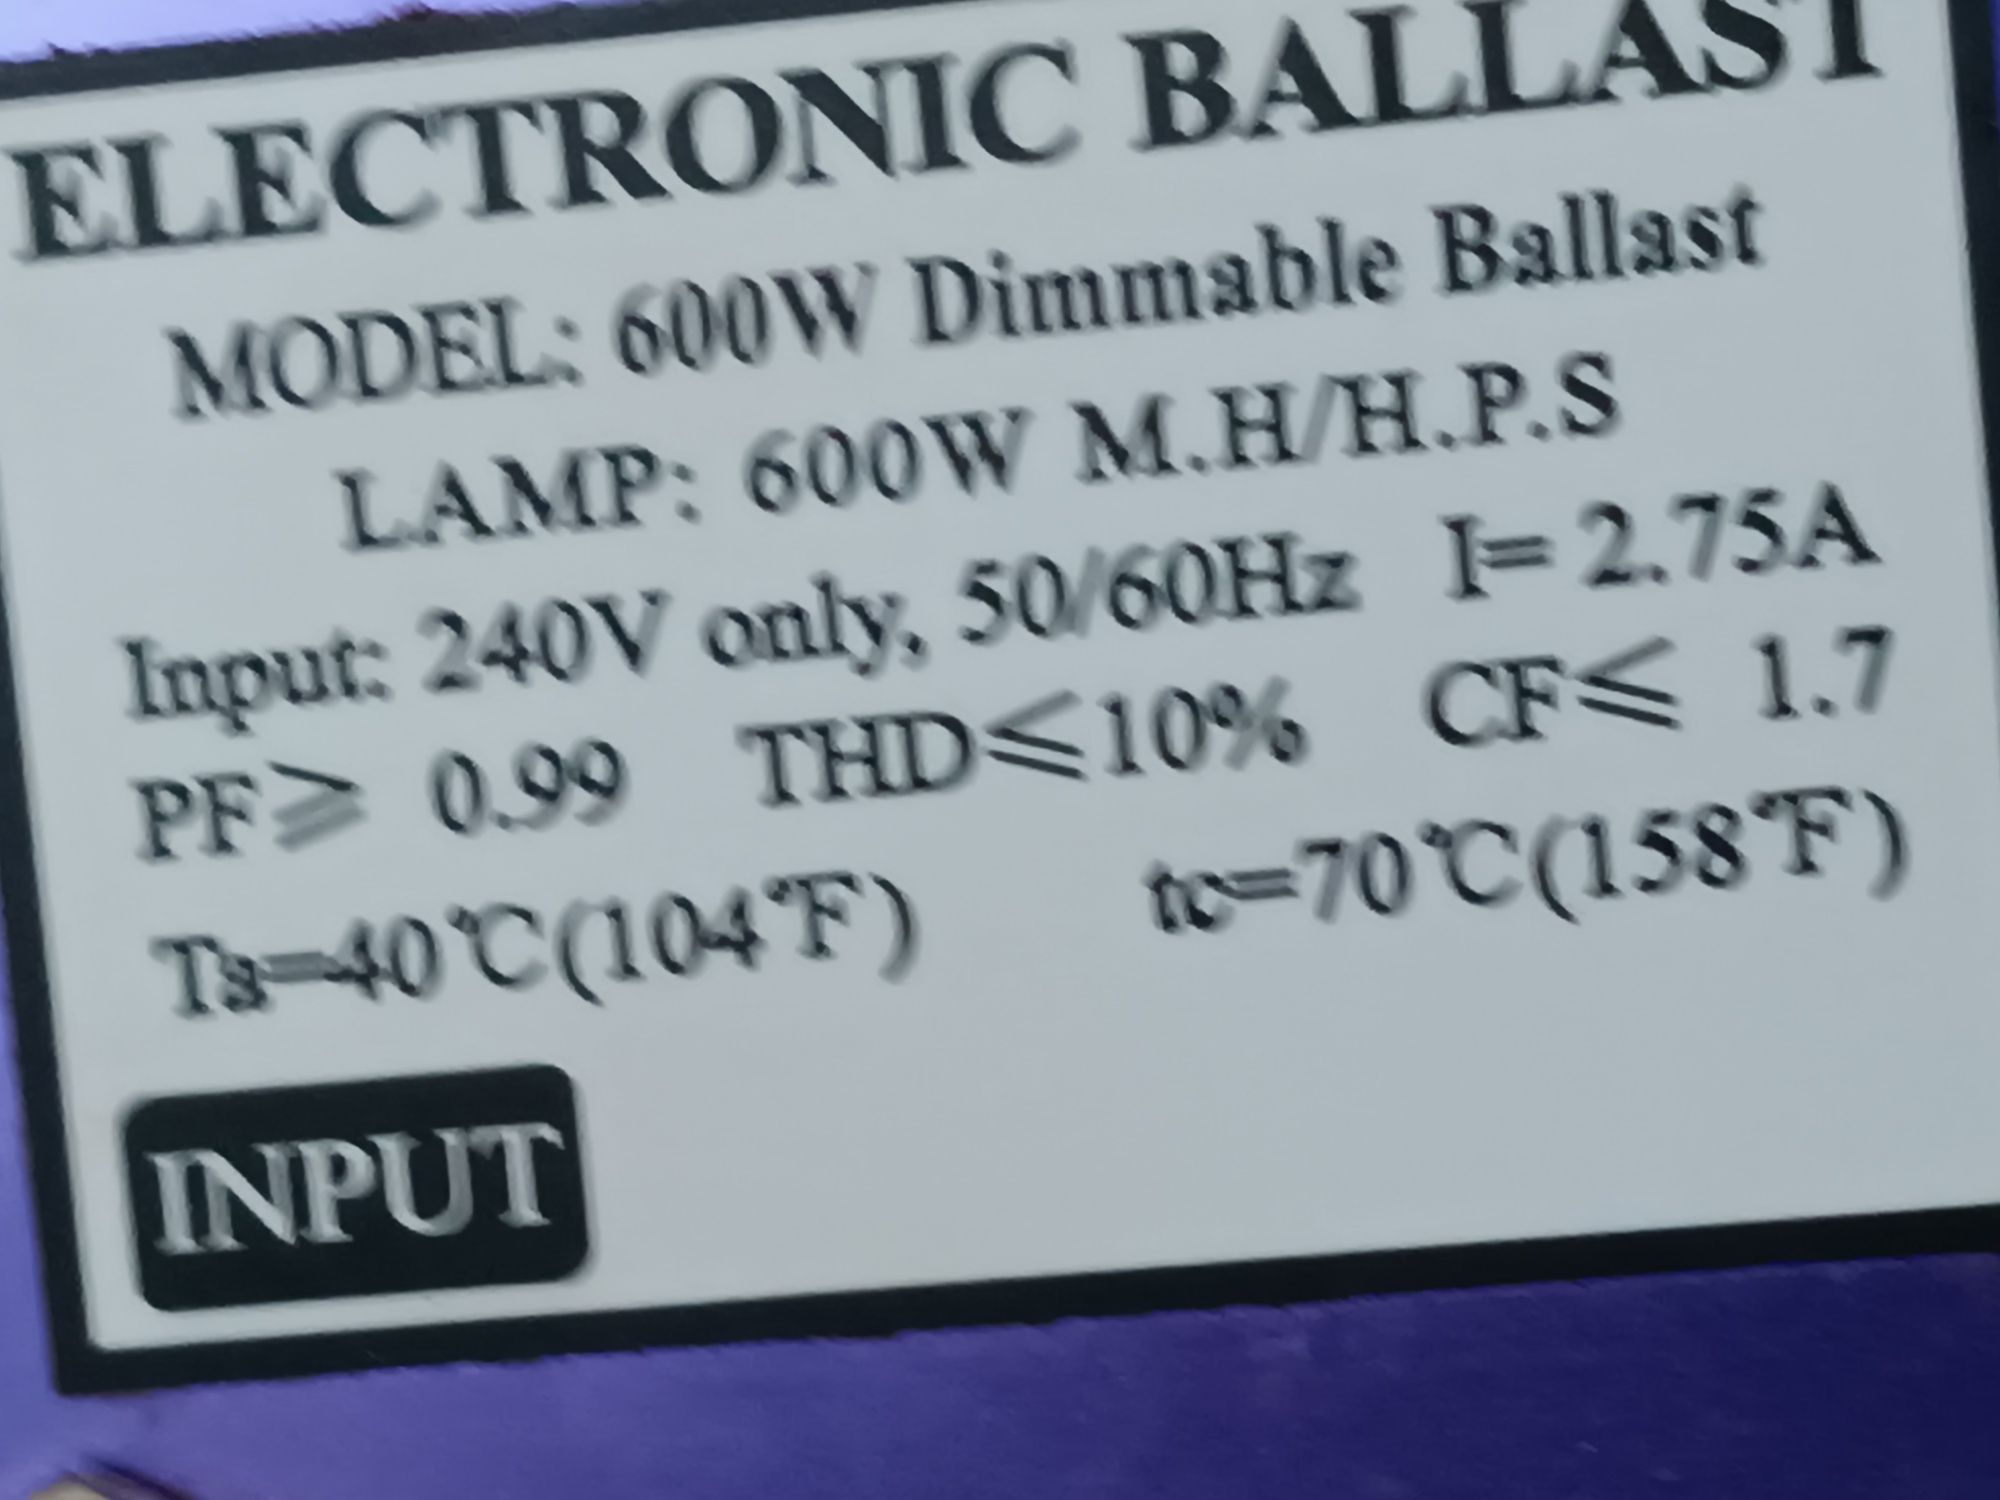 ELECTRONIC BALLAST
MODEL: 600W Dimmable Ballast
LAMP: 600W M.H/H.P.S
Input: 240V only, 50/60Hz I= 2.75A
PF⩾ 0.99 THD⩽10% CF⩽ 1.7
Ta=40℃(104℉) tc=70℃(158℉)
INPUT